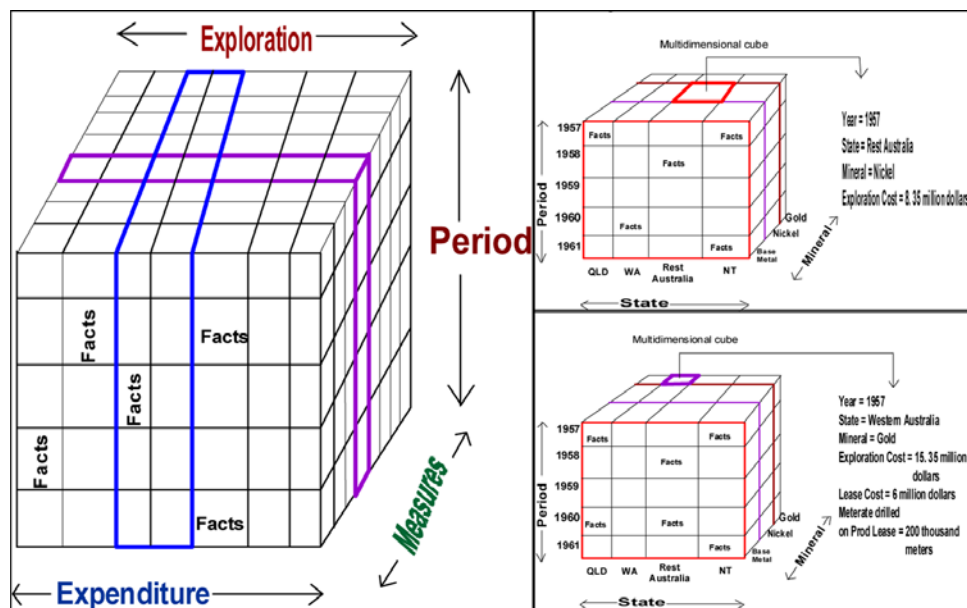 Exploration
Period
Facts
Facts
Facts
Facts
Facts
Measures
Expenditure
Multidimensional cube
1957
1958
1959
1960
1961
Period
Facts
Facts
Facts
Facts
Facts
Gold
Nickel
Base
Metal
Mineral
QLD
WA
Rest
Australia
NT
State
Year = 1957
State = Rest Australia
Mineral = Nickel
Exploration Cost = 8. 35 million dollars
Multidimensional cube
1957
1958
1959
1960
1961
Period
Facts
Facts
Facts
Facts
Facts
Facts
Gold
Nickel
Base
Metal
Mineral
QLD
WA
Rest
Australia
NT
State
Year = 1957
State = Western Australia
Mineral = Gold
Exploration Cost = 15. 35 million
dollars
Lease Cost = 6 million dollars
Meterate drilled
on Prod Lease = 200 thousand
meters